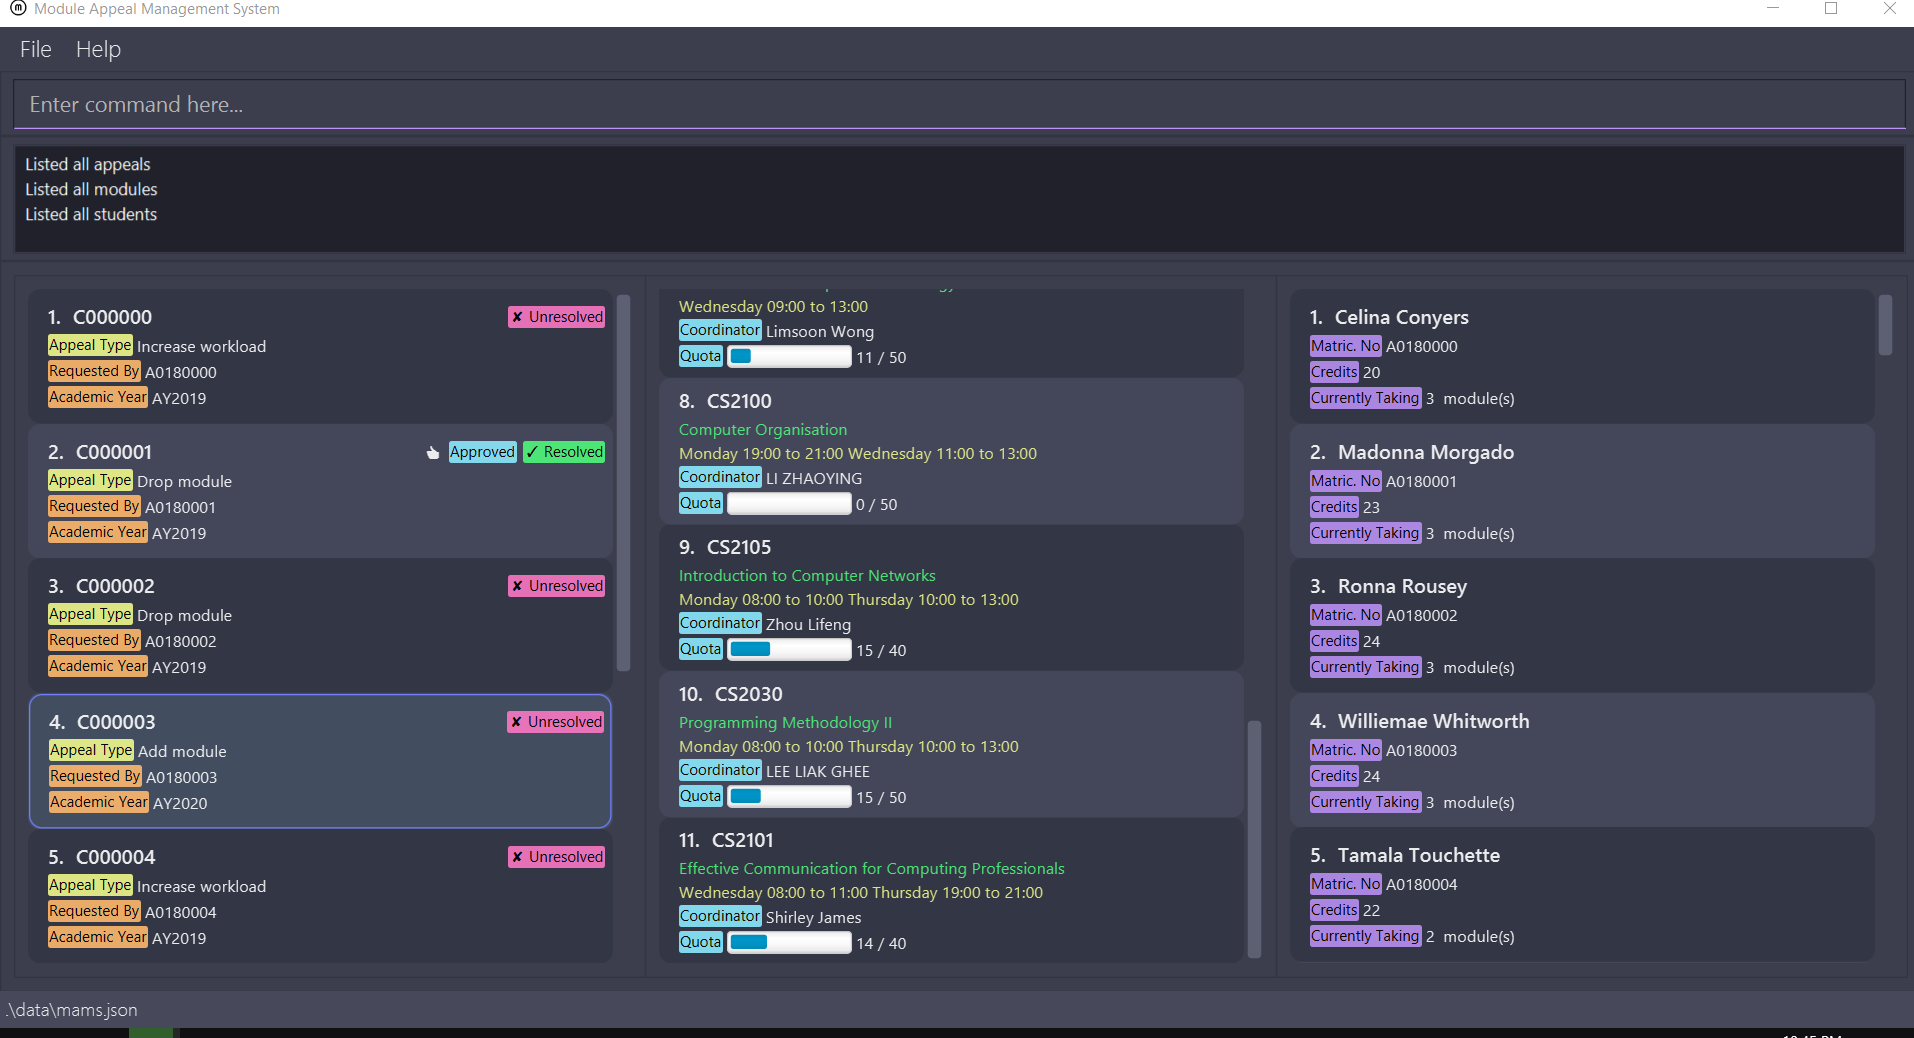 Module Appeal Management System
File Help
Enter command here...
Listed all appeals
Listed all modules
Listed all students
1. C000000 ✘ Unresolved
Appeal Type Increase workload
Requested By A0180000
Academic Year AY2019
2. C000001 Approved ✓ Resolved
Appeal Type Drop module
Requested By A0180001
Academic Year AY2019
3. C000002 ✘ Unresolved
Appeal Type Drop module
Requested By A0180002
Academic Year AY2019
4. C000003 ✘ Unresolved
Appeal Type Add module
Requested By A0180003
Academic Year AY2020
5. C000004 ✘ Unresolved
Appeal Type Increase workload
Requested By A0180004
Academic Year AY2019
Wednesday 09:00 to 13:00
Coordinator Limsoon Wong
Quota 11 / 50
8. CS2100
Computer Organisation
Monday 19:00 to 21:00 Wednesday 11:00 to 13:00
Coordinator LI ZHAOYING
Quota 0 / 50
9. CS2105
Introduction to Computer Networks
Monday 08:00 to 10:00 Thursday 10:00 to 13:00
Coordinator Zhou Lifeng
Quota 15 / 40
10. CS2030
Programming Methodology II
Monday 08:00 to 10:00 Thursday 10:00 to 13:00
Coordinator LEE LIAK GHEE
Quota 15 / 50
11. CS2101
Effective Communication for Computing Professionals
Wednesday 08:00 to 11:00 Thursday 19:00 to 21:00
Coordinator Shirley James
Quota 14 / 40
1. Celina Conyers
Matric. No A0180000
Credits 20
Currently Taking 3 module(s)
2. Madonna Morgado
Matric. No A0180001
Credits 23
Currently Taking 3 module(s)
3. Ronna Rousey
Matric. No A0180002
Credits 24
Currently Taking 3 module(s)
4. Williemae Whitworth
Matric. No A0180003
Credits 24
Currently Taking 3 module(s)
5. Tamala Touchette
Matric. No A0180004
Credits 22
Currently Taking 2 module(s)
.\data\mams.json